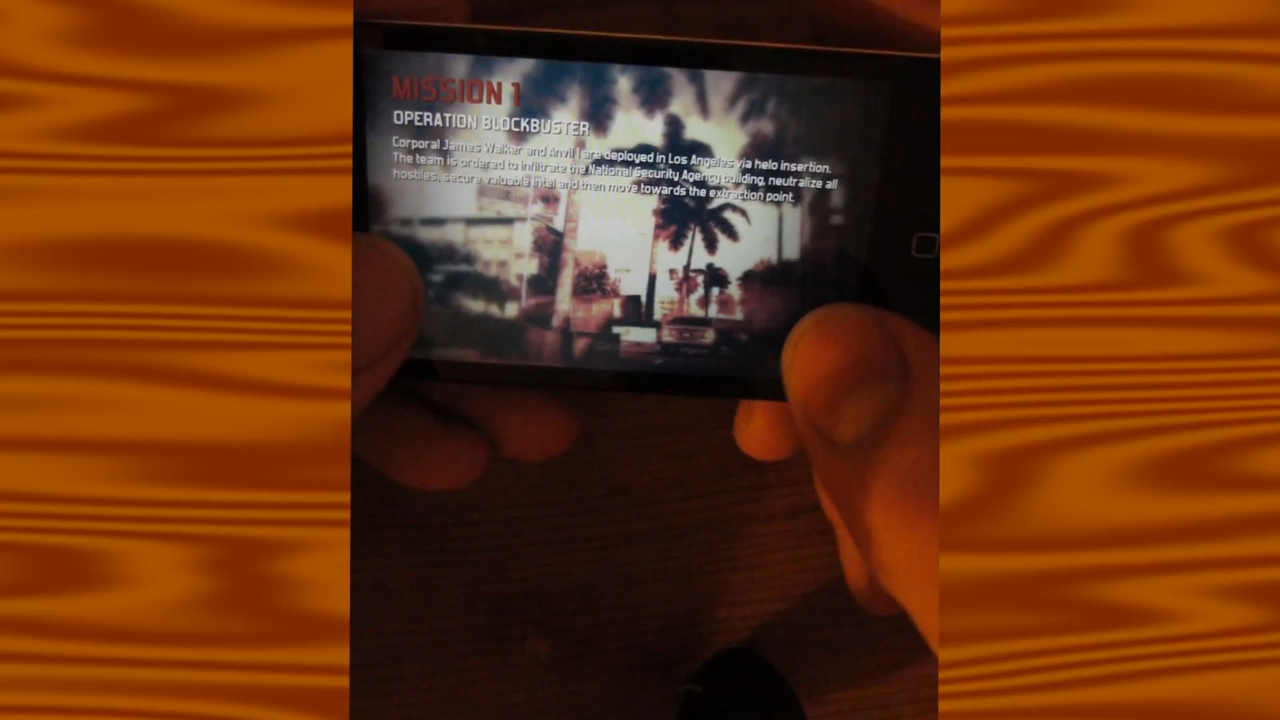 MISSION 1
OPERATION BLOCKBUSTER
Corporal James Walker and Anvil 1 are deployed in Los Angeles via helo insertion.
The team is ordered to infiltrate the National Security Agency building, neutralize all
hostiles, secure valuable intel and then move towards the extraction point.